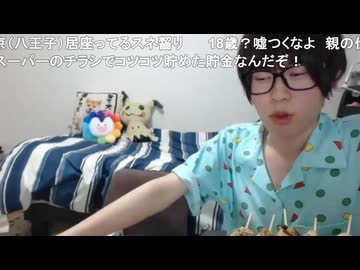 京(八王子)居座ってるスネ齧り　　18歳？嘘つくなよ　親の
スーパーのチラシでコツコツ貯めた貯金なんだぞ！